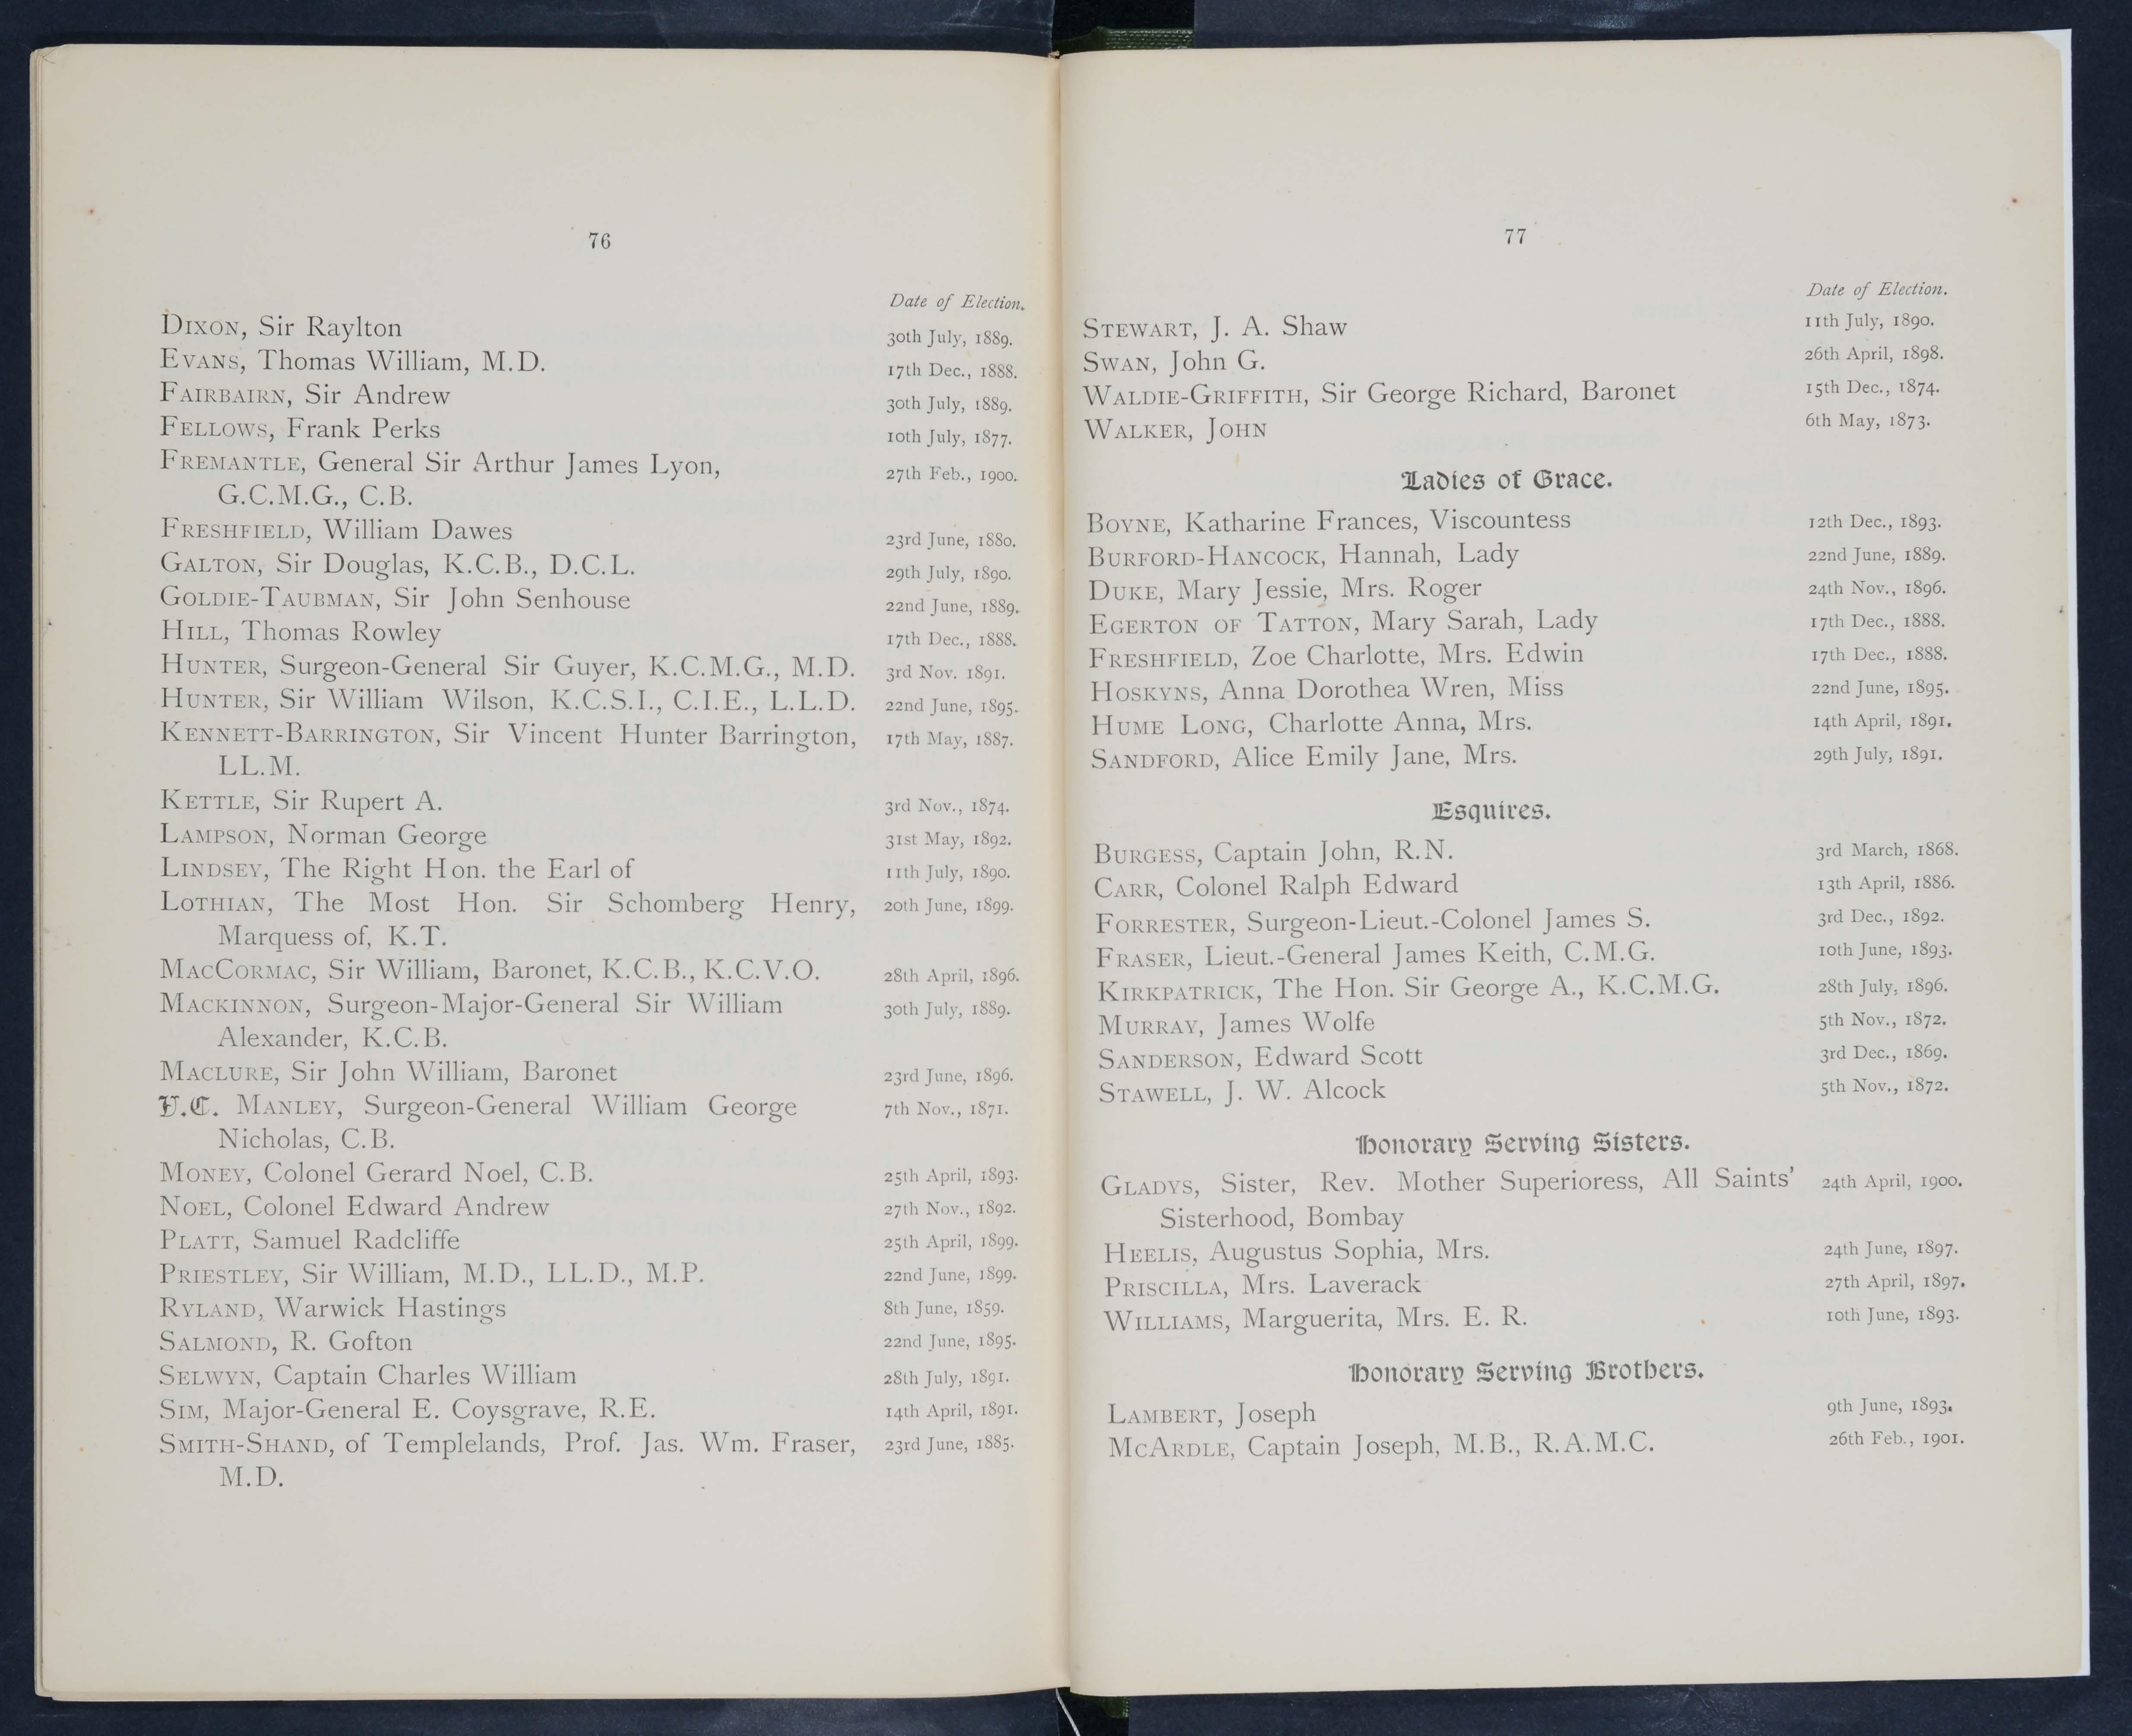 76
Date of Election.
DIXON, Sir Raylton 30th July, 1889.
EVANS, Thomas William, M.D. 17th Dec., 1888.
FAIRBAIRN, Sir Andrew 30th July, 1889.
FELLOWS, Frank Perks 10th July, 1877.
FREMANTLE, General Sir Arthur James Lyon, 27th Feb., 1900.
G.C.M.G., C.B.
FRESHFIELD, William Dawes 23rd June, 1880.
GALTON, Sir Douglas, K.C.B., D.C.L. 29th July, 1890.
GOLDIE-TAUBMAN, Sir John Senhouse 22nd June, 1889.
HILL, Thomas Rowley 17th Dec., 1888.
HUNTER, Surgeon-General Sir Guyer, K.C.M.G., M.D. 3rd Nov. 1891.
HUNTER, Sir William Wilson, K.C.S.I., C.I.E., L.L.D. 22nd June, 1895.
KENNETT-BARRINGTON, Sir Vincent Hunter Barrington, 17th May, 1887.
LL.M.
KETTLE, Sir Rupert A. 3rd Nov., 1874.
LAMPSON, Norman George 31st May, 1892.
LINDSEY, The Right Hon. the Earl of 11th July, 1890.
LOTHIAN, The Most Hon. Sir Schomberg Henry, 20th June, 1899.
Marquess of, K.T.
MACCORMAC, Sir William, Baronet, K.C.B., K.C.V.O. 28th April, 1896.
MACKINNON, Surgeon-Major-General Sir William 30th July, 1889.
Alexander, K.C.B.
MACLURE, Sir John William, Baronet 23rd June, 1896.
V.C. MANLEY, Surgeon-General William George 7th Nov., 1871.
Nicholas, C.B.
MONEY, Colonel Gerard Noel, C.B. 25th April, 1893.
NOEL, Colonel Edward Andrew 27th Nov., 1892.
PLATT, Samuel Radcliffe 25th April, 1899.
PRIESTLEY, Sir William, M.D., LL.D., M.P. 22nd June, 1899.
RYLAND, Warwick Hastings 8th June, 1859.
SALMOND, R. Gofton 22nd June, 1895.
SELWYN, Captain Charles William 28th July, 1891.
SIM, Major-General E. Coysgrave, R.E. 14th April, 1891.
SMITH-SHAND, of Templelands, Prof. Jas. Wm. Fraser, 23rd June, 1885.
M.D.
77
Date of Election.
STEWART, J. A. Shaw 11th July, 1890.
SWAN, John G. 26th April, 1898.
WALDIE-GRIFFITH, Sir George Richard, Baronet 15th Dec., 1874.
WALKER, JOHN 6th May, 1873.
Ladies of Grace.
BOYNE, Katharine Frances, Viscountess 12th Dec., 1893.
BURFORD-HANCOCK, Hannah, Lady 22nd June, 1889.
DUKE, Mary Jessie, Mrs. Roger 24th Nov., 1896.
EGERTON OF TATTON, Mary Sarah, Lady 17th Dec., 1888.
FRESHFIELD, Zoe Charlotte, Mrs. Edwin 17th Dec., 1888.
HOSKYNS, Anna Dorothea Wren, Miss 22nd June, 1895.
HUME LONG, Charlotte Anna, Mrs. 14th April, 1891.
SANDFORD, Alice Emily Jane, Mrs. 29th July, 1891.
Esquires.
BURGESS, Captain John, R.N. 3rd March, 1868.
CARR, Colonel Ralph Edward 13th April, 1886.
FORRESTER, Surgeon-Lieut.-Colonel James S. 3rd Dec., 1892.
FRASER, Lieut.-General James Keith, C.M.G. 10th June, 1893.
KIRKPATRICK, The Hon. Sir George A., K.C.M.G. 28th July, 1896.
MURRAY, James Wolfe 5th Nov., 1872.
SANDERSON, Edward Scott 3rd Dec., 1869.
STAWELL, J. W. Alcock 5th Nov., 1872.
Honorary Serving Sisters.
GLADYS, Sister, Rev. Mother Superioress, All Saints' 24th April, 1900.
Sisterhood, Bombay
HEELIS, Augustus Sophia, Mrs. 24th June, 1897.
PRISCILLA, Mrs. Laverack 27th April, 1897.
WILLIAMS, Marguerita, Mrs. E. R. 10th June, 1893.
Honorary Serving Brothers.
LAMBERT, Joseph 9th June, 1893.
MCARDLE, Captain Joseph, M.B., R.A.M.C. 26th Feb., 1901.